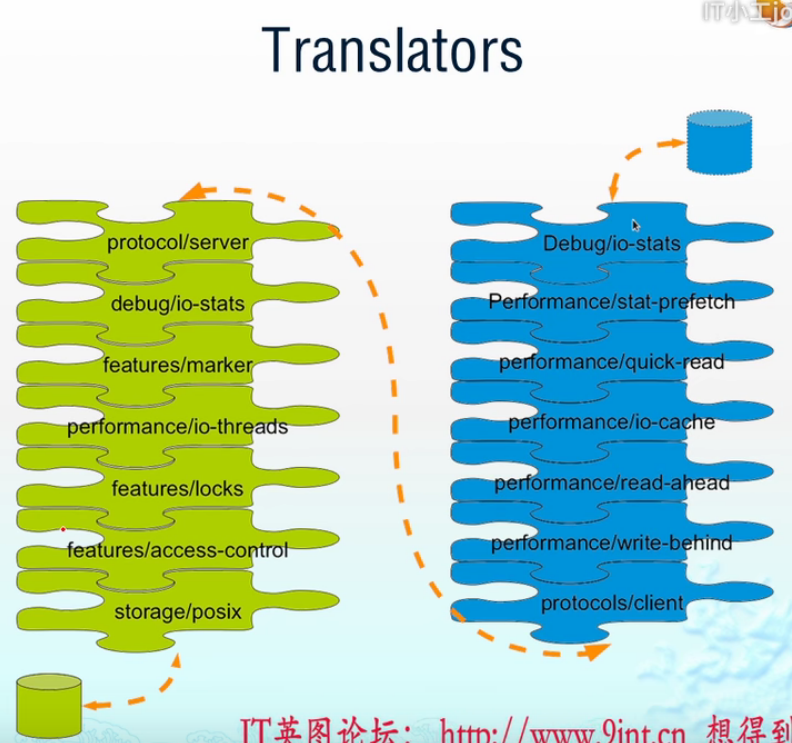 IT小工jo
Translators
protocol/server
debug/io-stats
features/marker
performance/io-threads
features/locks
features/access-control
storage/posix
Debug/io-stats
Performance/stat-prefetch
performance/quick-read
performance/io-cache
performance/read-ahead
performance/write-behind
protocols/client
IT英图论坛: http://www.9int.cn 想得到